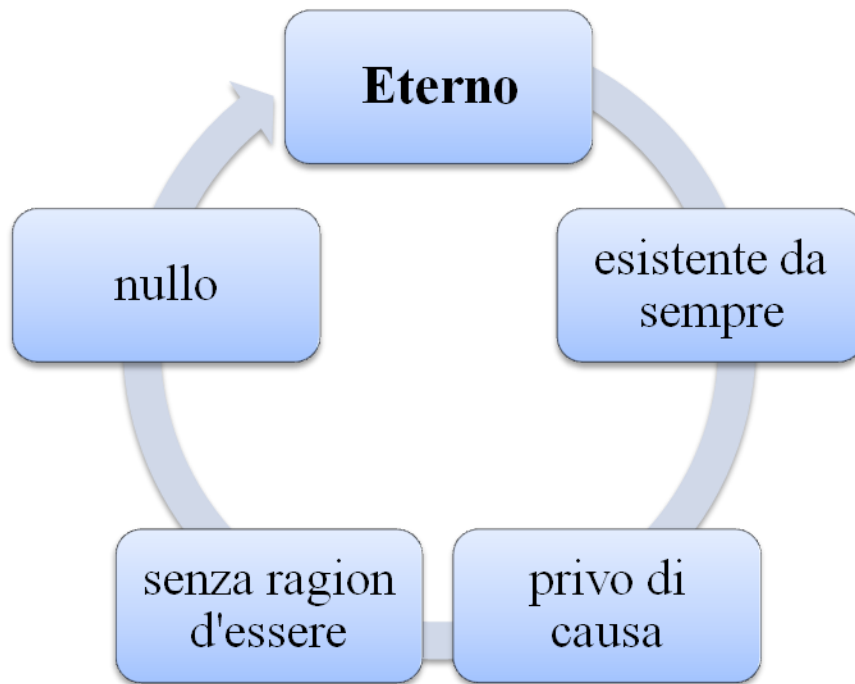 Eterno
esistente da
sempre
privo di
causa
senza ragion
d'essere
nullo